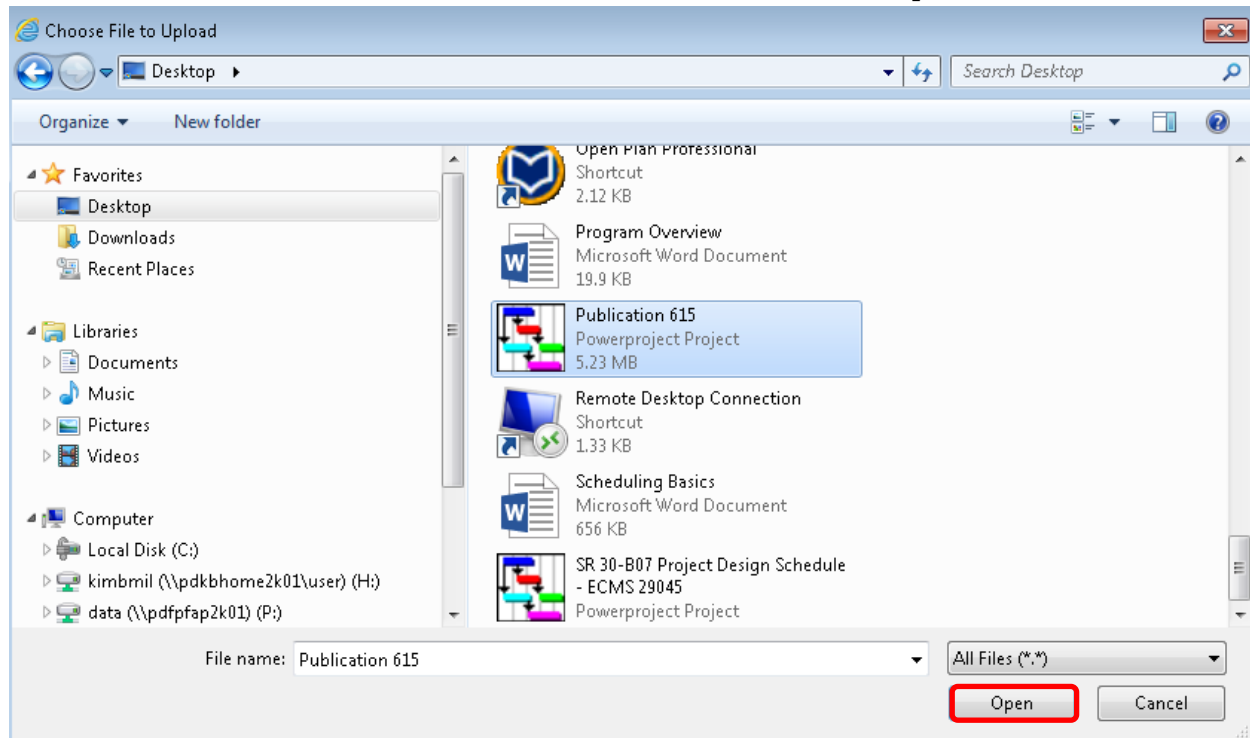 Choose File to Upload
Desktop
Search Desktop
Organize
New folder
Favorites
Desktop
Downloads
Recent Places
Libraries
Documents
Music
Pictures
Videos
Computer
Local Disk (C:)
kimbmil (\\pdkbhome2k01\user) (H:)
data (\\pdfpfap2k01) (P:)
Open Plan Professional
Shortcut
2.12 KB
Program Overview
Microsoft Word Document
19.9 KB
Publication 615
Powerproject Project
5.23 MB
Remote Desktop Connection
Shortcut
1.33 KB
Scheduling Basics
Microsoft Word Document
656 KB
SR 30-B07 Project Design Schedule
- ECMS 29045
Powerproject Project
File name: Publication 615
All Files (*.*)
Open
Cancel